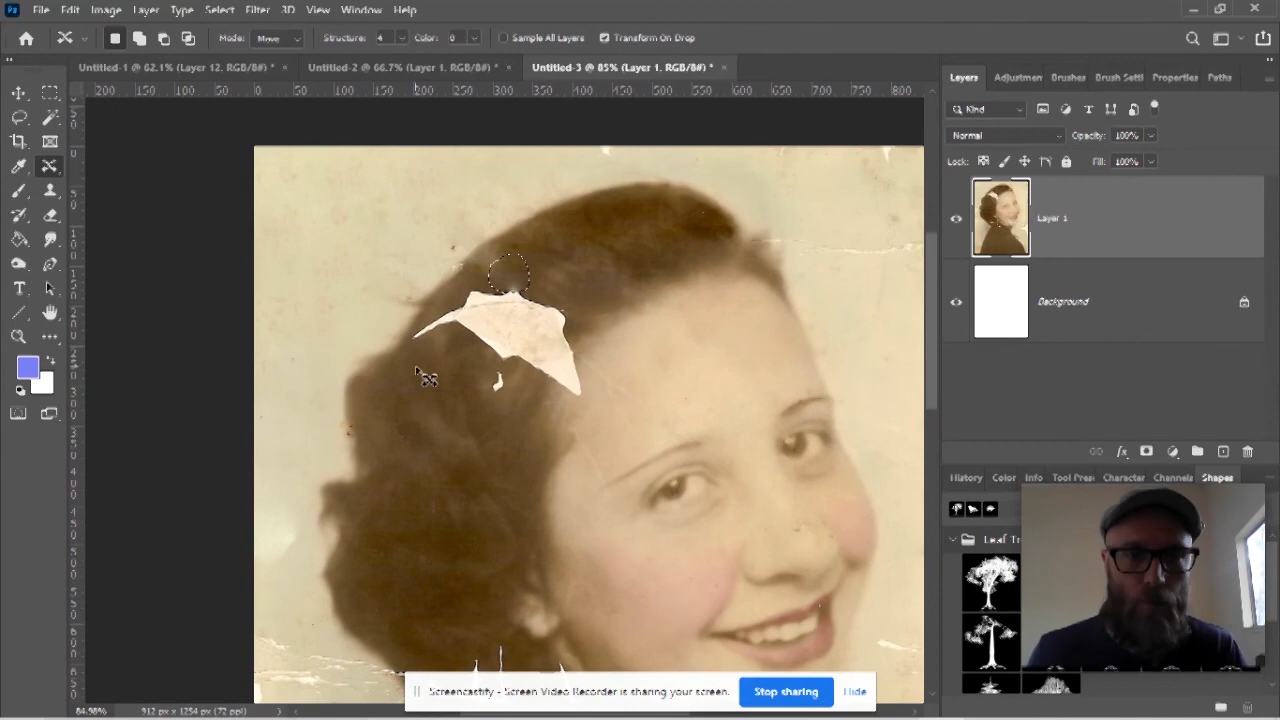 Ps File Edit Image Layer Type Select Filter 3D View Window Help
Mode: Move Structure: 4 Color: 0 Sample All Layers Transform On Drop
Untitled-1 @ 62.1% (Layer 12, RGB/8#) * × Untitled-2 @ 66.7% (Layer 1, RGB/8#) * × Untitled-3 @ 85% (Layer 1, RGB/8#) * ×
200 150 100 50 0 50 100 150 200 250 300 350 400 450 500 550 600 650 700 750 800
Layers Adjustmen Brushes Brush Setti Properties Paths
Kind
Normal Opacity: 100%
Lock: Fill: 100%
Layer 1
Background
History Color Info Tool Prese Character Channels Shapes
Leaf Tr
Screencastify - Screen Video Recorder is sharing your screen. Stop sharing Hide
84.98% 912 px x 1254 px (72 ppi)